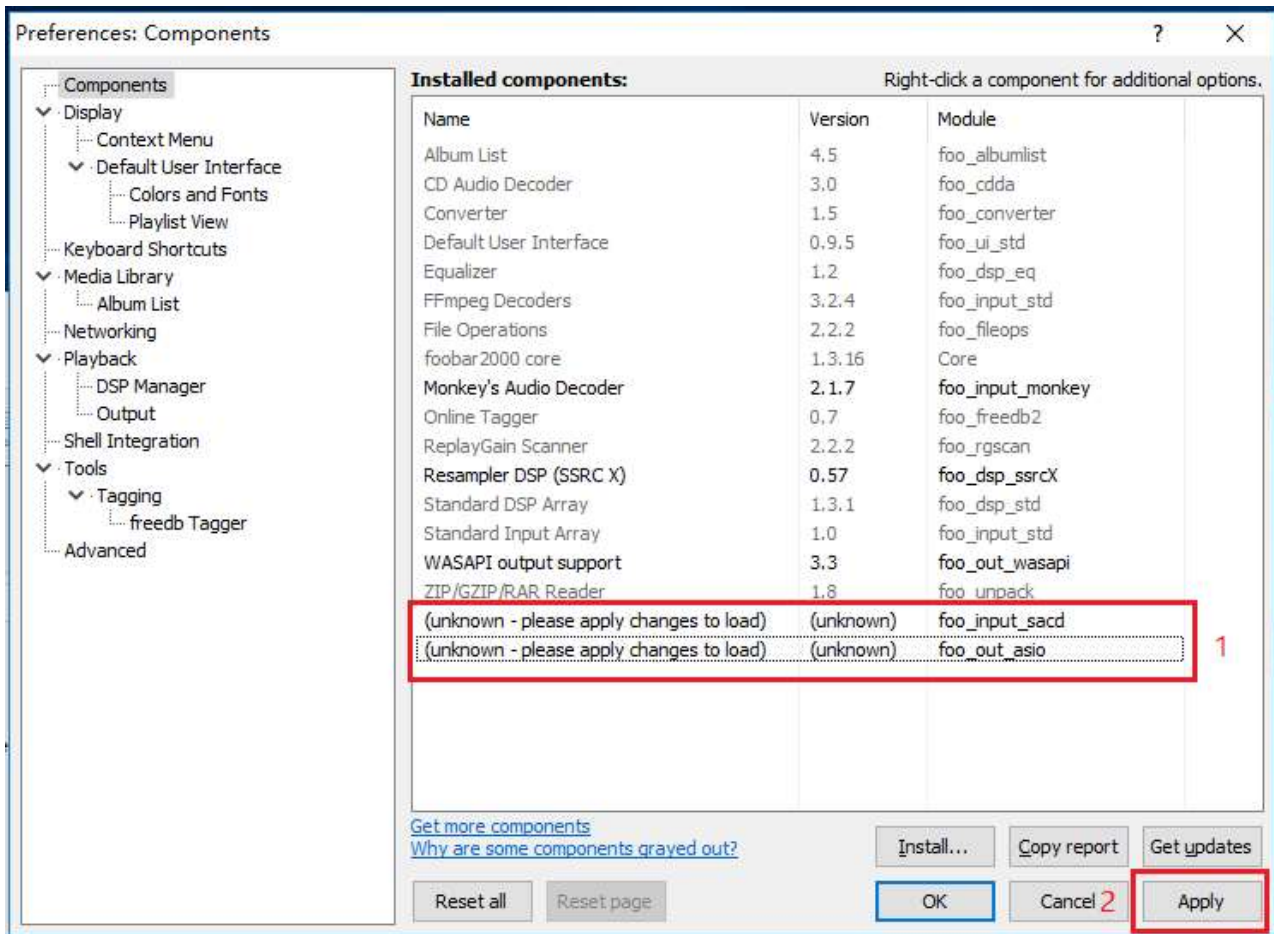 Preferences: Components
? X
Components
Display
Context Menu
Default User Interface
Colors and Fonts
Playlist View
Keyboard Shortcuts
Media Library
Album List
Networking
Playback
DSP Manager
Output
Shell Integration
Tools
Tagging
freedb Tagger
Advanced
Installed components: Right-click a component for additional options.
Name Version Module
Album List 4.5 foo_albumlist
CD Audio Decoder 3.0 foo_cdda
Converter 1.5 foo_converter
Default User Interface 0.9.5 foo_ui_std
Equalizer 1.2 foo_dsp_eq
FFmpeg Decoders 3.2.4 foo_input_std
File Operations 2.2.2 foo_fileops
foobar2000 core 1.3.16 Core
Monkey's Audio Decoder 2.1.7 foo_input_monkey
Online Tagger 0.7 foo_freedb2
ReplayGain Scanner 2.2.2 foo_rgscan
Resampler DSP (SSRC X) 0.57 foo_dsp_ssrcX
Standard DSP Array 1.3.1 foo_dsp_std
Standard Input Array 1.0 foo_input_std
WASAPI output support 3.3 foo_out_wasapi
ZIP/GZIP/RAR Reader 1.8 foo_unpack
(unknown - please apply changes to load) (unknown) foo_input_sacd
(unknown - please apply changes to load) (unknown) foo_out_asio
1
Get more components
Why are some components grayed out?
Install... Copy report Get updates
Reset all Reset page OK Cancel 2 Apply